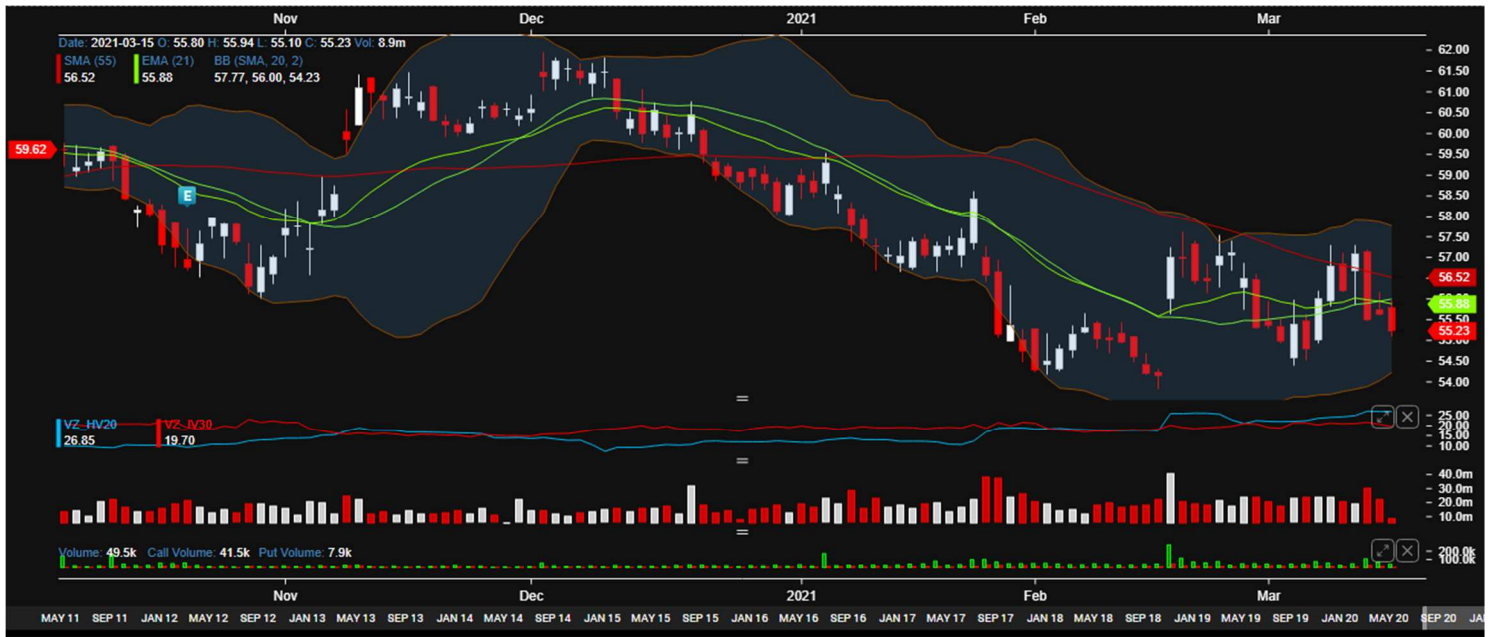 Nov Dec 2021 Feb Mar
Date: 2021-03-15 O: 55.80 H: 55.94 L: 55.10 C: 55.23 Vol: 8.9m
SMA (55) EMA (21) BB (SMA, 20, 2)
56.52 55.88 57.77, 56.00, 54.23
62.00
61.50
61.00
60.50
60.00
59.62
59.50
59.00
E
58.50
58.00
57.50
57.00
56.52
55.88
55.50
55.23
54.50
54.00
VZ_HV20 VZ_IV30
26.85 19.70
25.00
20.00
15.00
10.00
40.0m
30.0m
20.0m
10.0m
Volume: 49.5k Call Volume: 41.5k Put Volume: 7.9k
200.0k
100.0k
Nov Dec 2021 Feb Mar
MAY 11 SEP 11 JAN 12 MAY 12 SEP 12 JAN 13 MAY 13 SEP 13 JAN 14 MAY 14 SEP 14 JAN 15 MAY 15 SEP 15 JAN 16 MAY 16 SEP 16 JAN 17 MAY 17 SEP 17 JAN 18 MAY 18 SEP 18 JAN 19 MAY 19 SEP 19 JAN 20 MAY 20 SEP 20